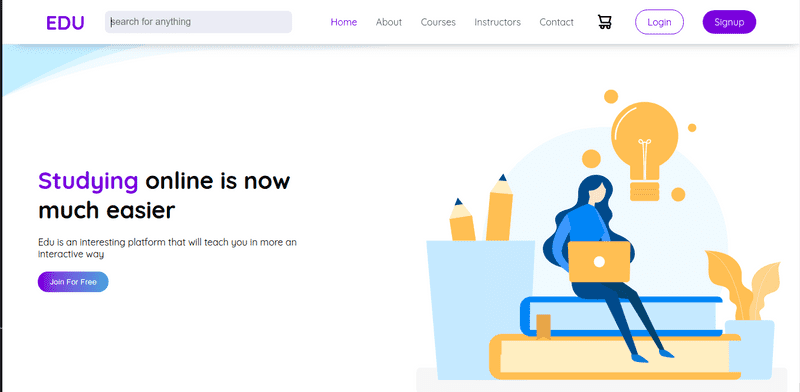 EDU
search for anything
Home
About
Courses
Instructors
Contact
Login
Signup
Studying online is now
much easier
Edu is an interesting platform that will teach you in more an
interactive way
Join For Free